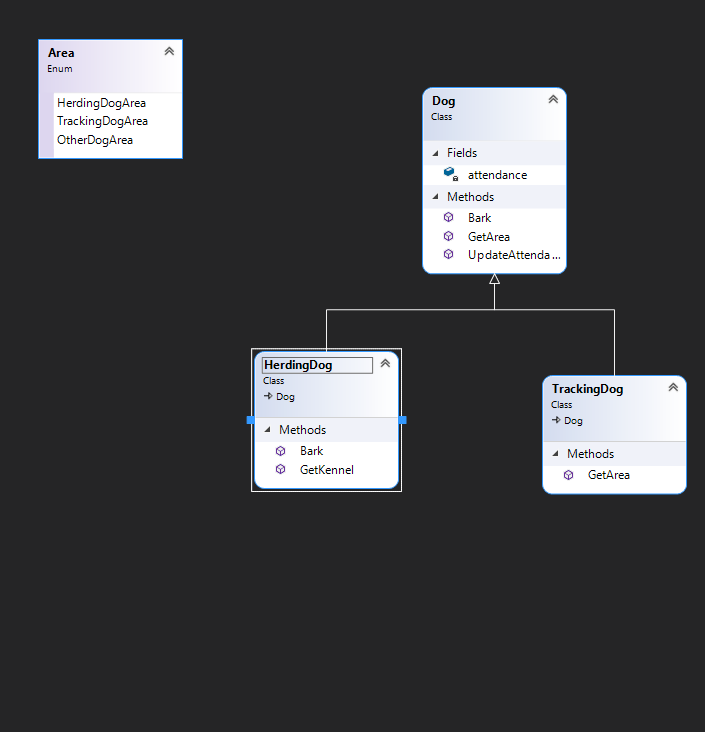 Area
Enum
HerdingDogArea
TrackingDogArea
OtherDogArea
Dog
Class
Fields
attendance
Methods
Bark
GetArea
UpdateAttenda...
HerdingDog
Class
Dog
Methods
Bark
GetKennel
TrackingDog
Class
Dog
Methods
GetArea